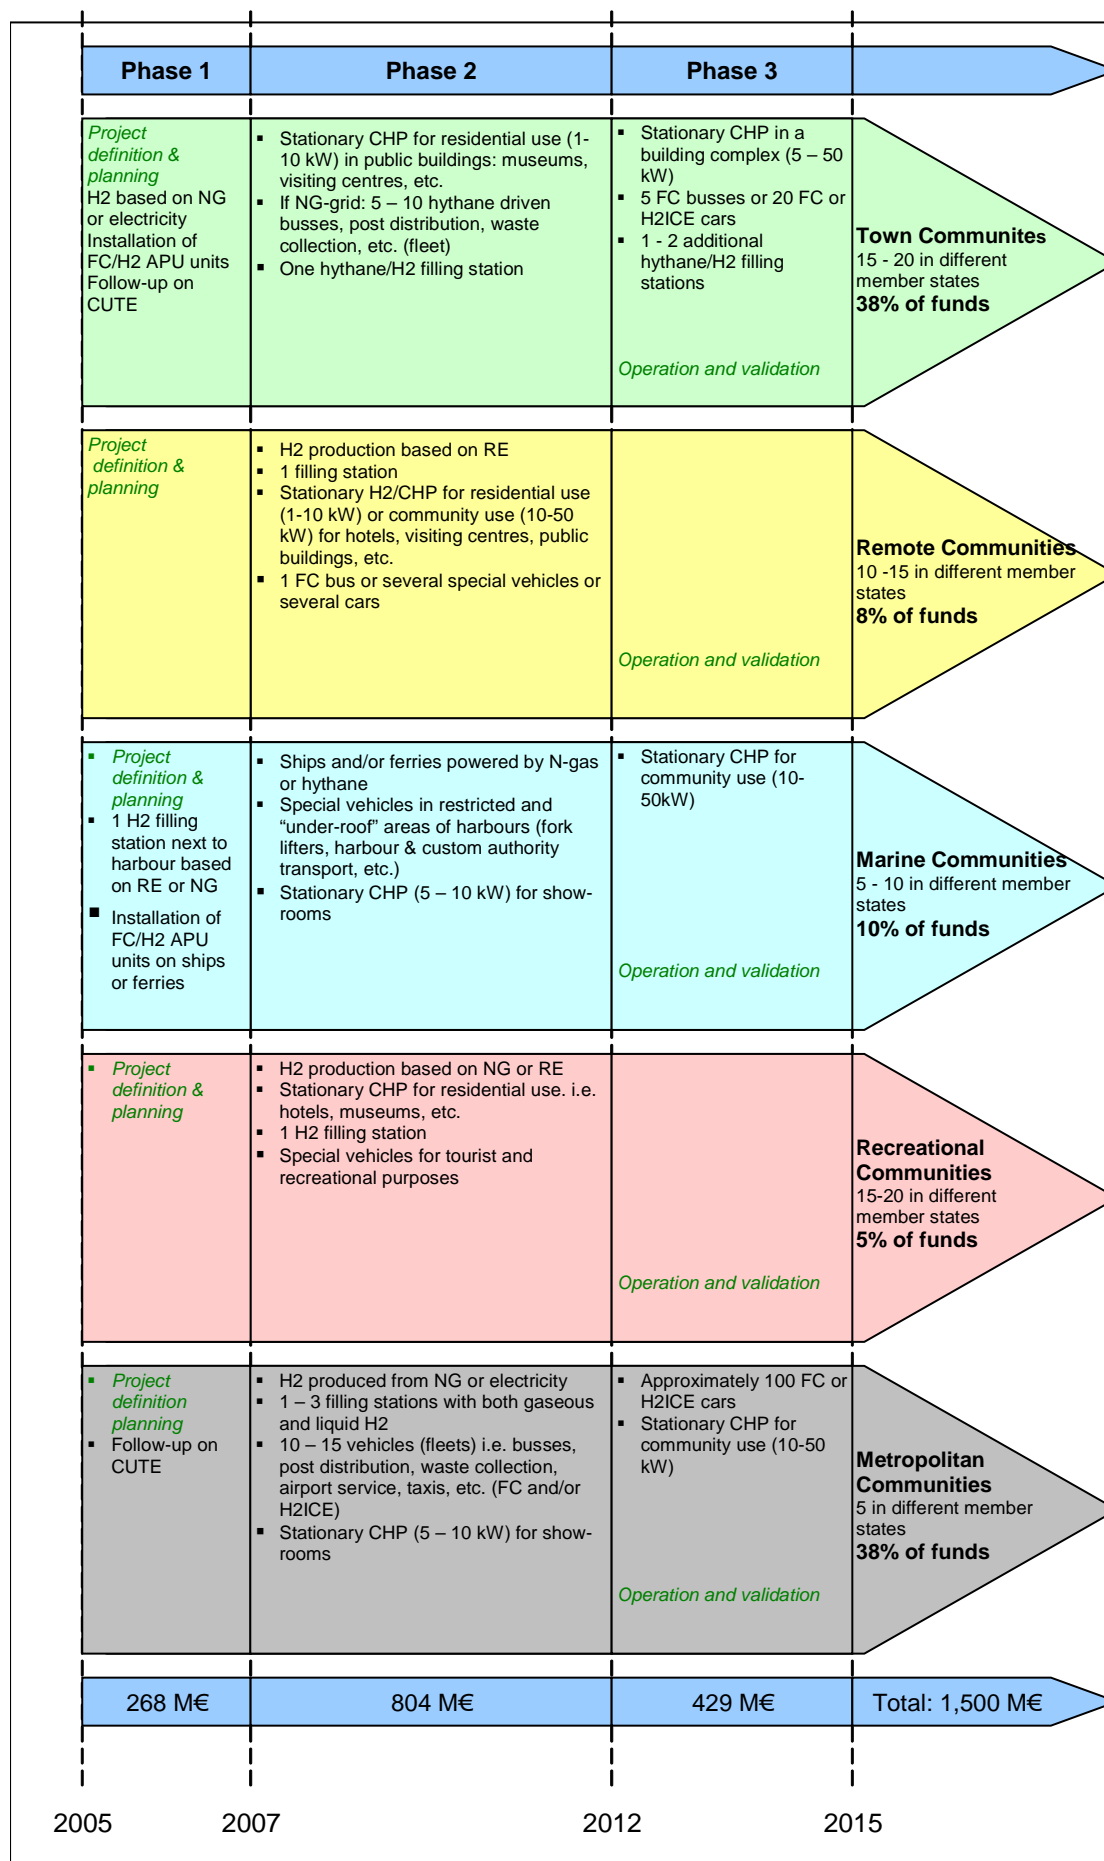 Phase 1
Phase 2
Phase 3
Project
definition &
planning
H2 based on NG
or electricity
Installation of
FC/H2 APU units
Follow-up on
CUTE
▪ Stationary CHP for residential use (1-
10 kW) in public buildings: museums,
visiting centres, etc.
▪ If NG-grid: 5 – 10 hythane driven
busses, post distribution, waste
collection, etc. (fleet)
▪ One hythane/H2 filling station
▪ Stationary CHP in a
building complex (5 – 50
kW)
▪ 5 FC busses or 20 FC or
H2ICE cars
▪ 1 - 2 additional
hythane/H2 filling
stations
Operation and validation
Town Communites
15 - 20 in different
member states
38% of funds
Project
definition &
planning
▪ H2 production based on RE
▪ 1 filling station
▪ Stationary H2/CHP for residential use
(1-10 kW) or community use (10-50
kW) for hotels, visiting centres, public
buildings, etc.
▪ 1 FC bus or several special vehicles or
several cars
Operation and validation
Remote Communities
10 -15 in different member
states
8% of funds
▪ Project
definition &
planning
▪ 1 H2 filling
station next to
harbour based
on RE or NG
▪ Installation of
FC/H2 APU
units on ships
or ferries
▪ Ships and/or ferries powered by N-gas
or hythane
▪ Special vehicles in restricted and
“under-roof” areas of harbours (fork
lifters, harbour & custom authority
transport, etc.)
▪ Stationary CHP (5 – 10 kW) for show-
rooms
▪ Stationary CHP for
community use (10-
50kW)
Operation and validation
Marine Communities
5 - 10 in different member
states
10% of funds
▪ Project
definition &
planning
▪ H2 production based on NG or RE
▪ Stationary CHP for residential use. i.e.
hotels, museums, etc.
▪ 1 H2 filling station
▪ Special vehicles for tourist and
recreational purposes
Operation and validation
Recreational
Communities
15-20 in different
member states
5% of funds
▪ Project
definition
planning
▪ Follow-up on
CUTE
▪ H2 produced from NG or electricity
▪ 1 – 3 filling stations with both gaseous
and liquid H2
▪ 10 – 15 vehicles (fleets) i.e. busses,
post distribution, waste collection,
airport service, taxis, etc. (FC and/or
H2ICE)
▪ Stationary CHP (5 – 10 kW) for show-
rooms
▪ Approximately 100 FC or
H2ICE cars
▪ Stationary CHP for
community use (10-50
kW)
Operation and validation
Metropolitan
Communities
5 in different member
states
38% of funds
268 M€
804 M€
429 M€
Total: 1,500 M€
2005
2007
2012
2015